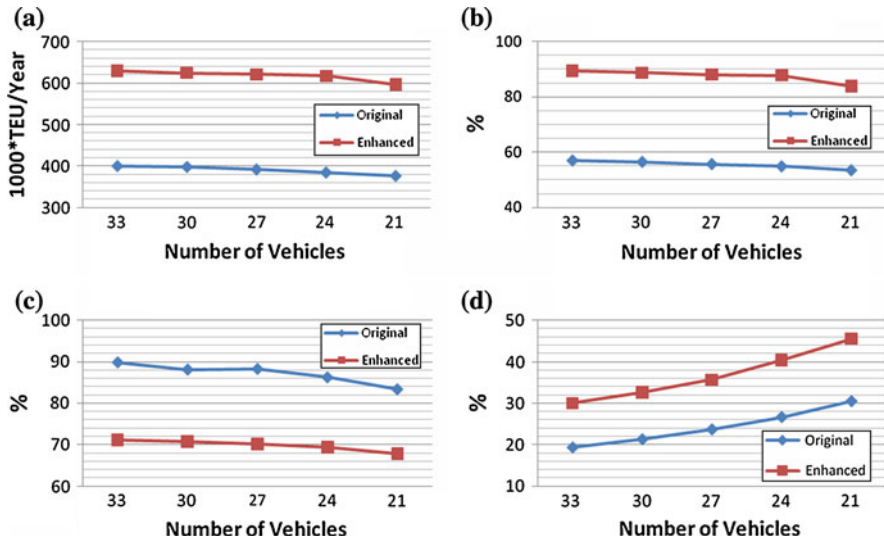 (a)
700
600
500
400
300
1000*TEU/Year
Original
Enhanced
33 30 27 24 21
Number of Vehicles
(b)
100
80
60
40
%
Original
Enhanced
33 30 27 24 21
Number of Vehicles
(c)
100
90
80
70
60
%
Original
Enhanced
33 30 27 24 21
Number of Vehicles
(d)
50
40
30
20
10
%
Original
Enhanced
33 30 27 24 21
Number of Vehicles